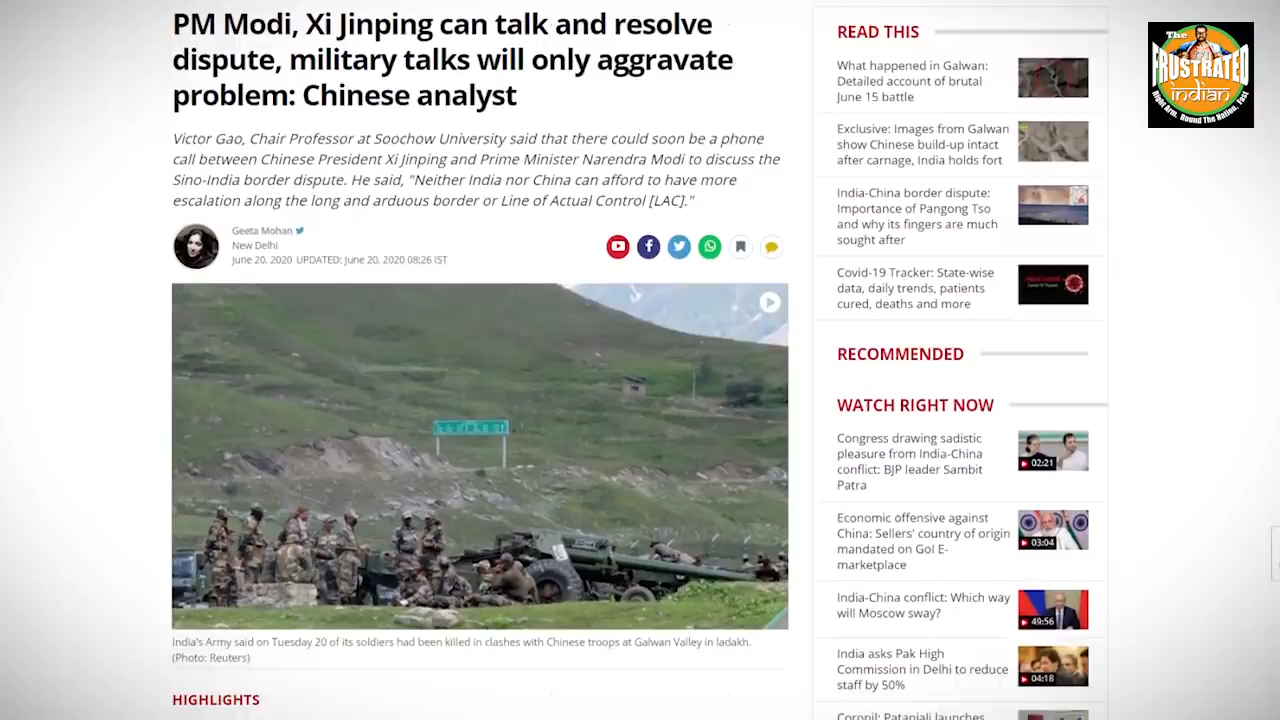 PM Modi, Xi Jinping can talk and resolve
dispute, military talks will only aggravate
problem: Chinese analyst
Victor Gao, Chair Professor at Soochow University said that there could soon be a phone
call between Chinese President Xi Jinping and Prime Minister Narendra Modi to discuss the
Sino-India border dispute. He said, "Neither India nor China can afford to have more
escalation along the long and arduous border or Line of Actual Control [LAC]."
Geeta Mohan
New Delhi
June 20, 2020 UPDATED: June 20, 2020 08:26 IST
India's Army said on Tuesday 20 of its soldiers had been killed in clashes with Chinese troops at Galwan Valley in ladakh.
(Photo: Reuters)
HIGHLIGHTS
READ THIS
What happened in Galwan:
Detailed account of brutal
June 15 battle
Exclusive: Images from Galwan
show Chinese build-up intact
after carnage, India holds fort
India-China border dispute:
Importance of Pangong Tso
and why its fingers are much
sought after
Covid-19 Tracker: State-wise
data, daily trends, patients
cured, deaths and more
RECOMMENDED
WATCH RIGHT NOW
Congress drawing sadistic
pleasure from India-China
conflict: BJP leader Sambit
Patra
02:21
Economic offensive against
China: Sellers' country of origin
mandated on GoI E-
marketplace
03:04
India-China conflict: Which way
will Moscow sway?
49:56
India asks Pak High
Commission in Delhi to reduce
staff by 50%
04:18
Coronil: Patanjali launches
The
FRUSTRATED
indian
Right Arm, Round The Nation, Fast